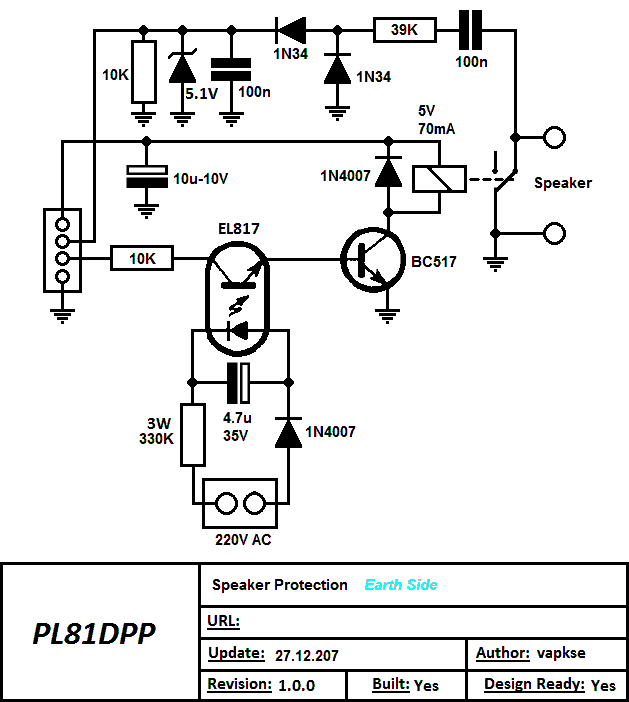 39K
1N34
100n
10K
5.1V
100n
1N34
5V
70mA
10u-10V
1N4007
Speaker
EL817
10K
BC517
3W
330K
4.7u
35V
1N4007
220V AC
PL81DPP
Speaker Protection Earth Side
URL:
Update: 27.12.207
Author: vapkse
Revision: 1.0.0
Built: Yes
Design Ready: Yes